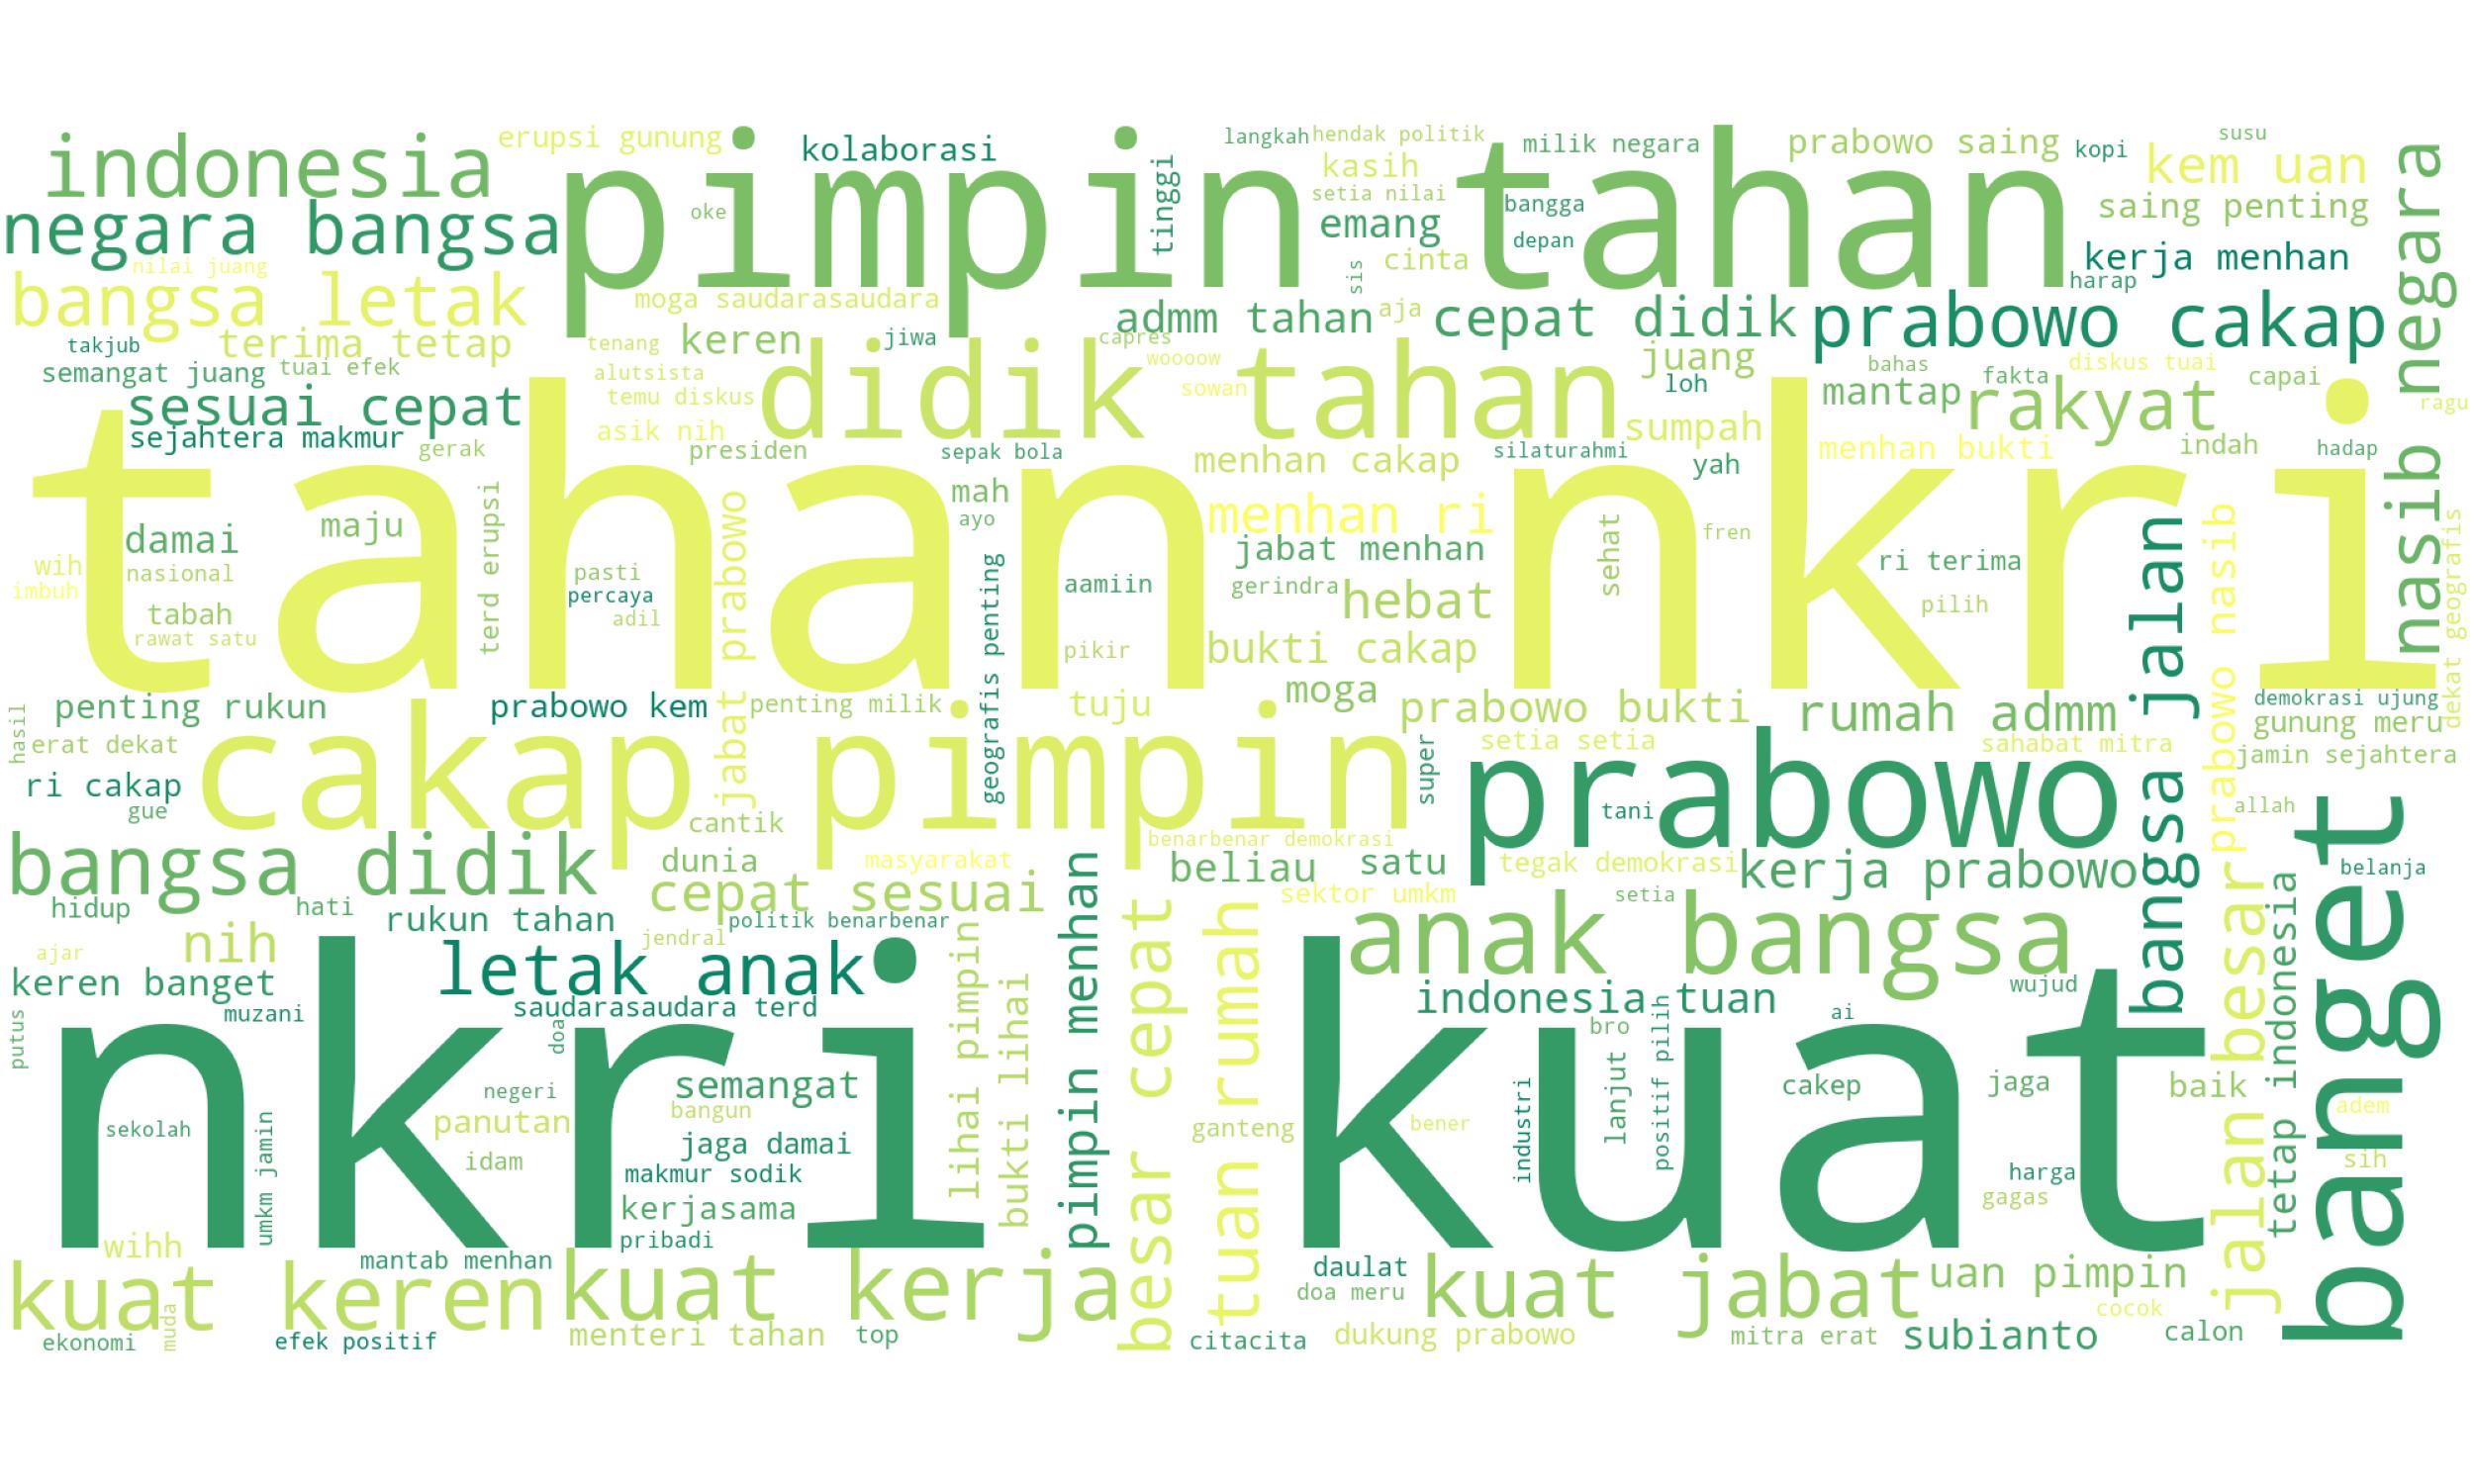 indonesia
erupsi gunung
pimpin tahan
kolaborasi
langkah
hendak politik
milik negara
prabowo saing
kopi
susu
kem uan
nasib negara
negara bangsa
oke
tinggi
kasih
setia nilai
emang
bangga
depan
saing penting
kerja menhan
nilai juang
bangsa letak
moga saudarasaudara
sis
cinta
harap
terima tetap
takjub
tenang
keren
jiwa
admm tahan
aja
capres
cepat didik
prabowo cakap
semangat juang
tuai efek
alutsista
temu diskus
didik tahan
woooow
sowan
juang
loh
bahas
fakta
diskus tuai
capai
mantap
rakyat
ragu
sesuai cepat
sejahtera makmur
gerak
asik nih
presiden
sepak bola
menhan cakap
silaturahmi
sumpah
yah
menhan bukti
indah
hadap
tahan nkri
damai
maju
terd erupsi
jabat prabowo
mah
ayo
menhan ri
jabat menhan
sehat
fren
wih
nasional
imbuh
tabah
rawat satu
pasti
percaya
adil
geografis penting
aamiin
pikir
gerindra
hebat
bukti cakap
ri terima
pilih
bangsa jalan
prabowo nasib
dekat geografis
hasil
penting rukun
erat dekat
prabowo kem
penting milik
tuju
moga
prabowo bukti
rumah admm
demokrasi ujung
gunung meru
jamin sejahtera
ri cakap
gue
cakap pimpin
super
setia setia
prabowo
tani
sahabat mitra
allah
banget
cantik
benarbenar demokrasi
bangsa didik
dunia
masyarakat
beliau
satu
tegak demokrasi
kerja prabowo
belanja
hidup
hati
rukun tahan
cepat sesuai
politik benarbenar
sektor umkm
setia
jalan besar
tetap indonesia
ajar
nih
jendral
letak anak
lihai pimpin
bukti lihai
pimpin menhan
besar cepat
tuan rumah
anak bangsa
keren banget
muzani
saudarasaudara terd
indonesia tuan
wujud
putus
nkri
doa
kuat
bro
ai
lanjut o
positif pilih
industri
sekolah
umkm jamin
negeri
semangat
panutan
bangun
idam
jaga damai
makmur sodik
kerjasama
pribadi
ganteng
bener
cakep
jaga
baik
adem
harga
gagas
sih
wihh
mantab menhan
kuat keren
kuat kerja
daulat
doa meru
kuat jabat
uan pimpin
cocok
muda
ekonomi
efek positif
menteri tahan
top
citacita
dukung prabowo
mitra erat
subianto
calon